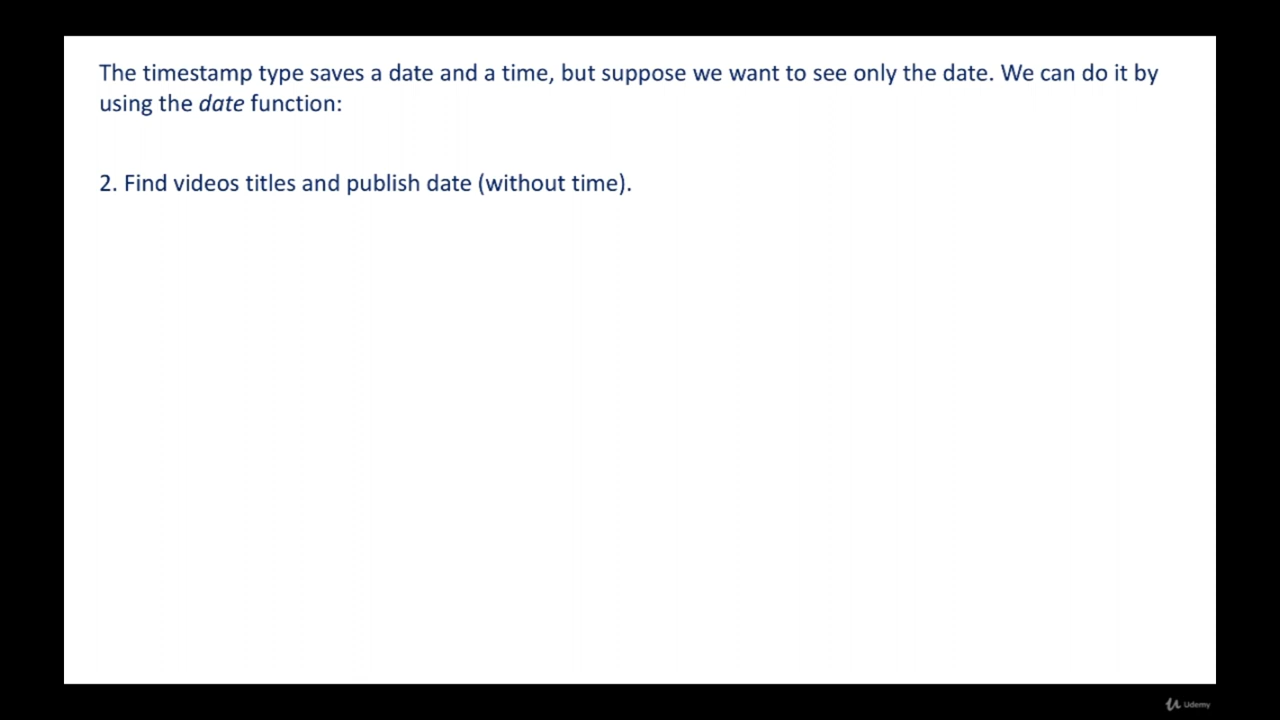 The timestamp type saves a date and a time, but suppose we want to see only the date. We can do it by
using the date function:
2. Find videos titles and publish date (without time).
Udemy